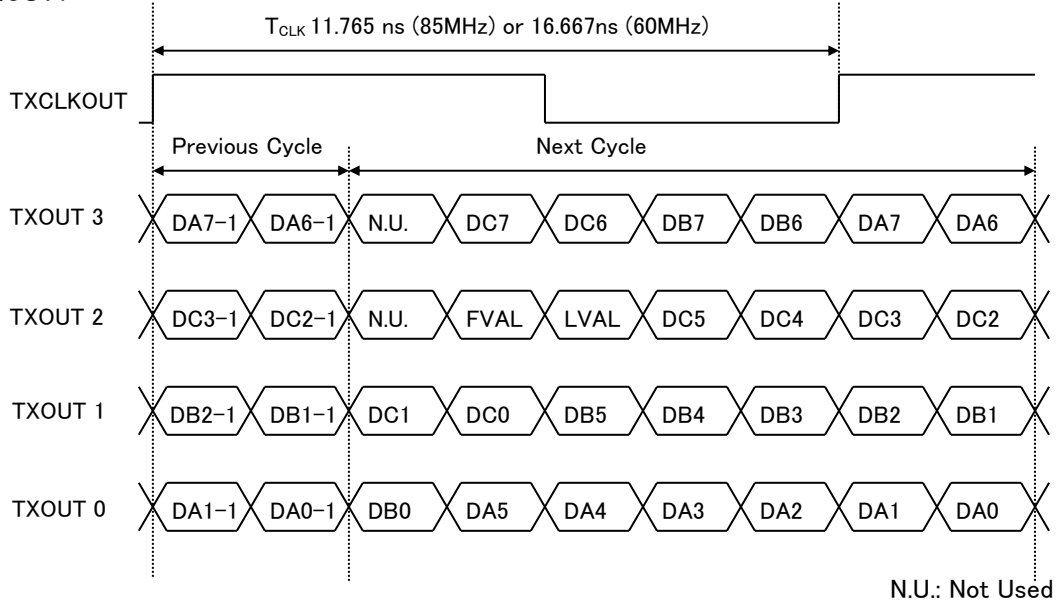 T_CLK 11.765 ns (85MHz) or 16.667ns (60MHz)
TXCLKOUT
Previous Cycle Next Cycle
TXOUT 3 DA7-1 DA6-1 N.U. DC7 DC6 DB7 DB6 DA7 DA6
TXOUT 2 DC3-1 DC2-1 N.U. FVAL LVAL DC5 DC4 DC3 DC2
TXOUT 1 DB2-1 DB1-1 DC1 DC0 DB5 DB4 DB3 DB2 DB1
TXOUT 0 DA1-1 DA0-1 DB0 DA5 DA4 DA3 DA2 DA1 DA0
N.U.: Not Used